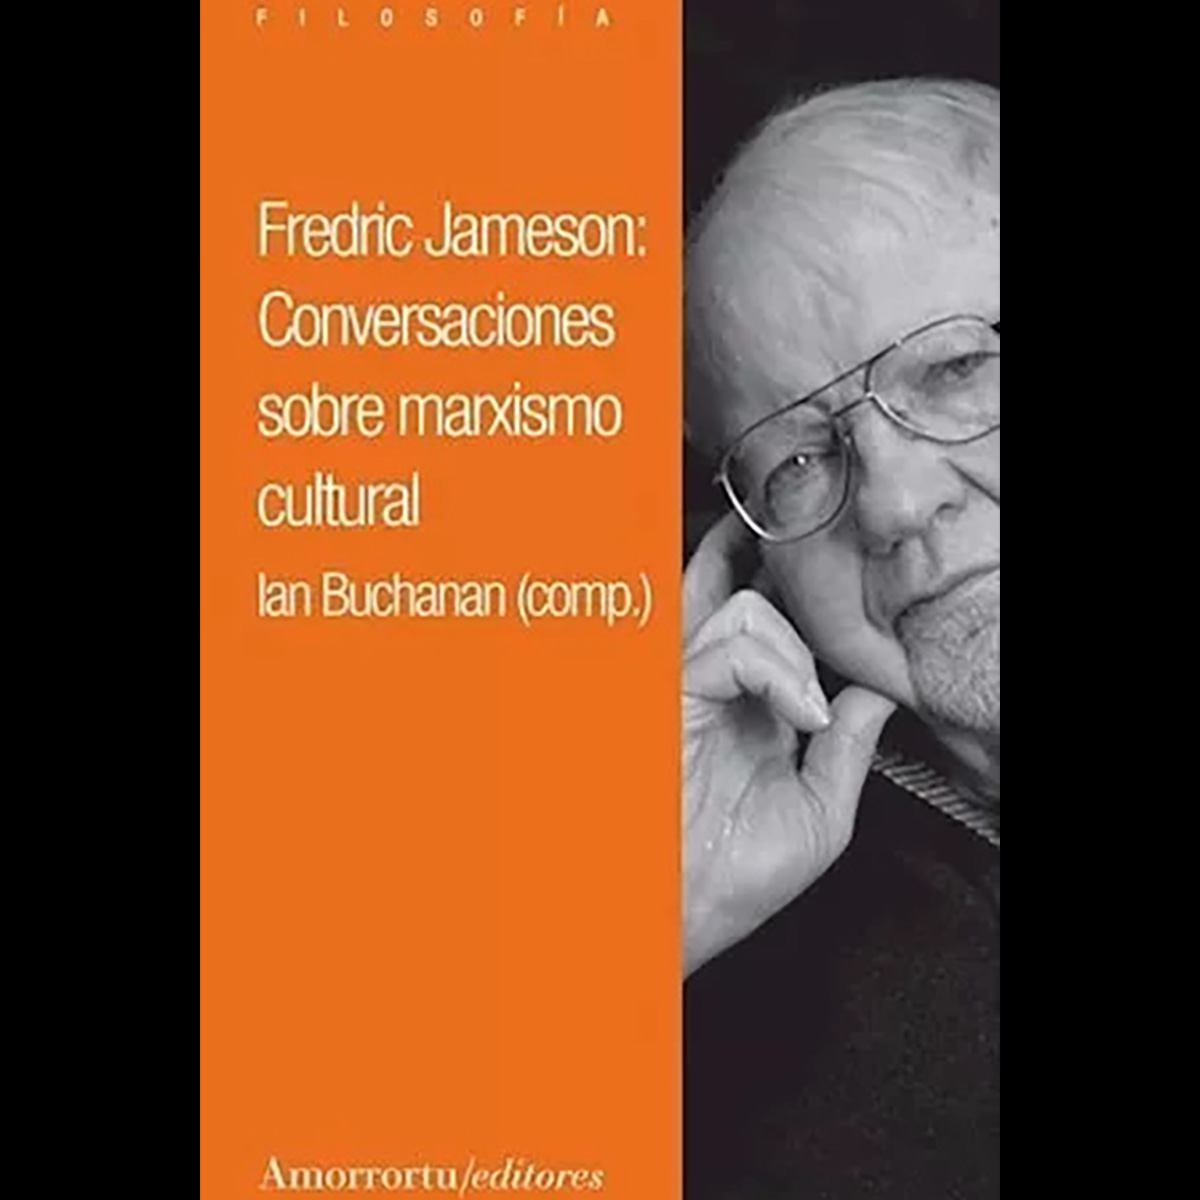 FILOSOFÍA
Fredric Jameson:
Conversaciones
sobre marxismo
cultural
Ian Buchanan (comp.)
Amorrortu/editores